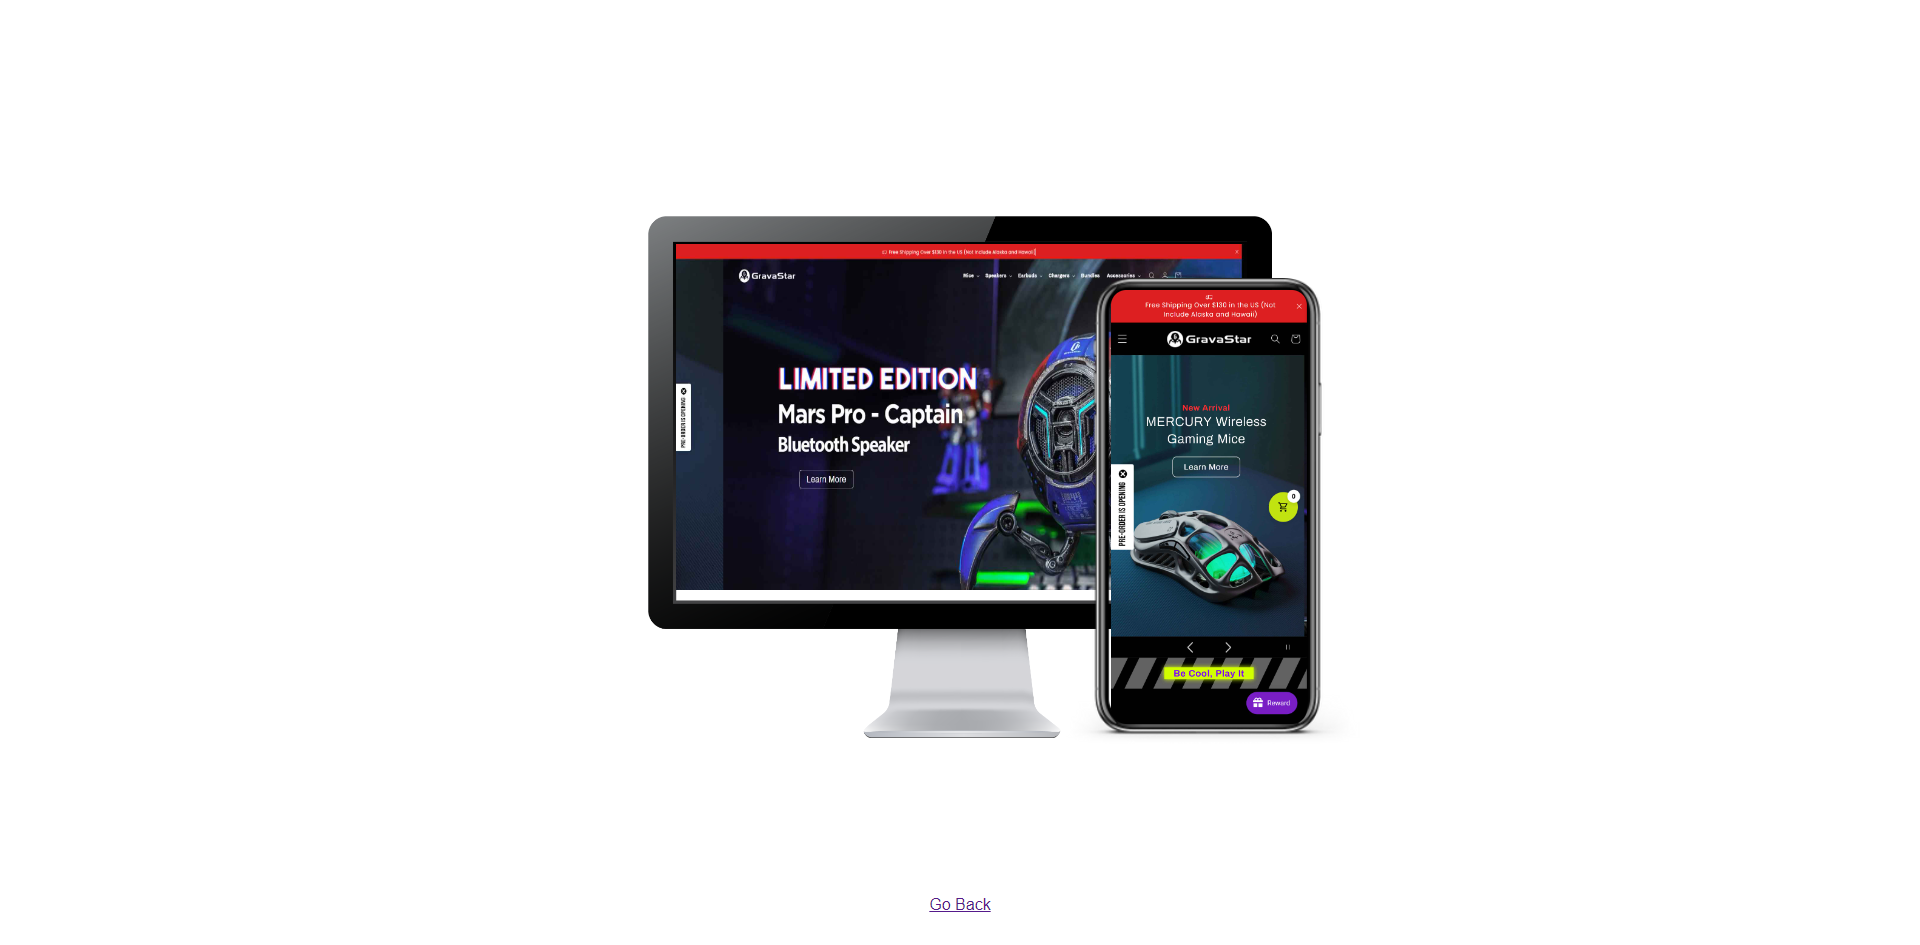 Free Shipping Over $130 in the US (Not Include Alaska and Hawaii)
GravaStar
Mice Speakers Earbuds Chargers Bundles Accessories
LIMITED EDITION
Mars Pro - Captain
Bluetooth Speaker
Learn More
PRE-ORDER IS OPENING
Free Shipping Over $130 in the US (Not
Include Alaska and Hawaii)
GravaStar
New Arrival
MERCURY Wireless
Gaming Mice
Learn More
PRE-ORDER IS OPENING
0
Be Cool, Play It
Reward
Go Back